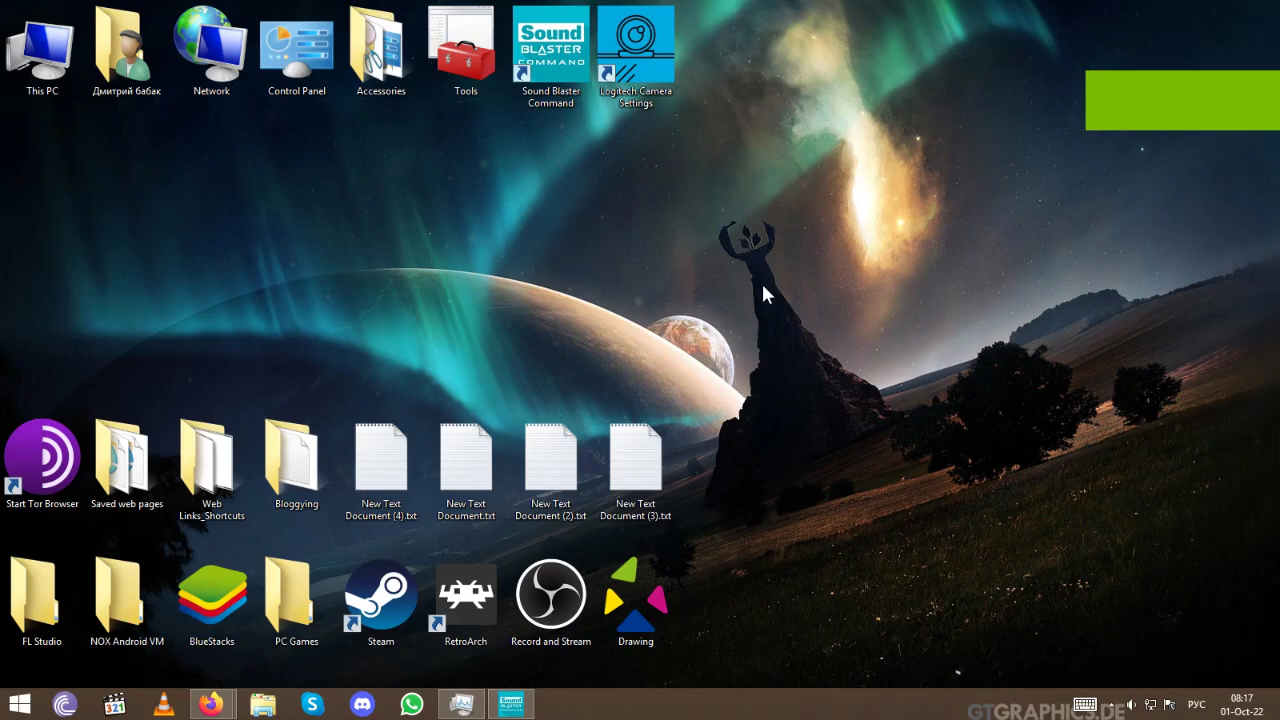 This PC
Дмитрий бабак
Network
Control Panel
Accessories
Tools
Sound
BLASTER
COMMAND
Sound Blaster
Command
Logitech Camera
Settings
Start Tor Browser
Saved web pages
Web
Links_Shortcuts
Bloggying
New Text
Document (4).txt
New Text
Document.txt
New Text
Document (2).txt
New Text
Document (3).txt
FL Studio
NOX Android VM
BlueStacks
PC Games
Steam
RetroArch
Record and Stream
Drawing
321
Sound
BLASTER
GTGRAPHICS.DE
РУС
08:17
01-Oct-22